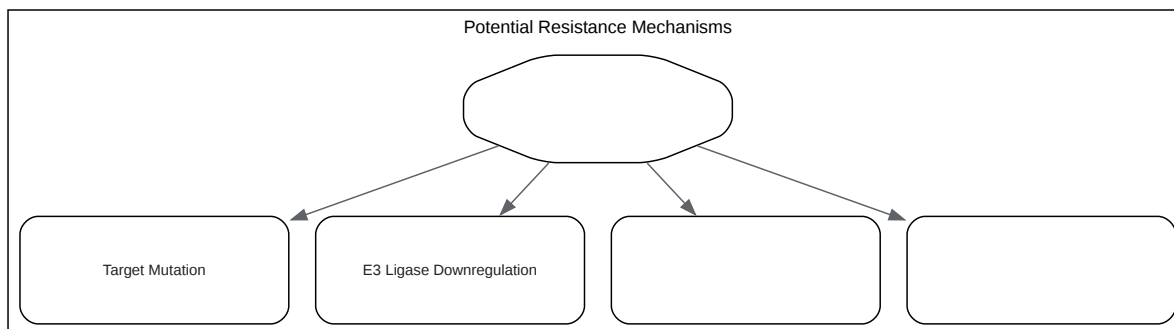 Potential Resistance Mechanisms
Target Mutation
E3 Ligase Downregulation